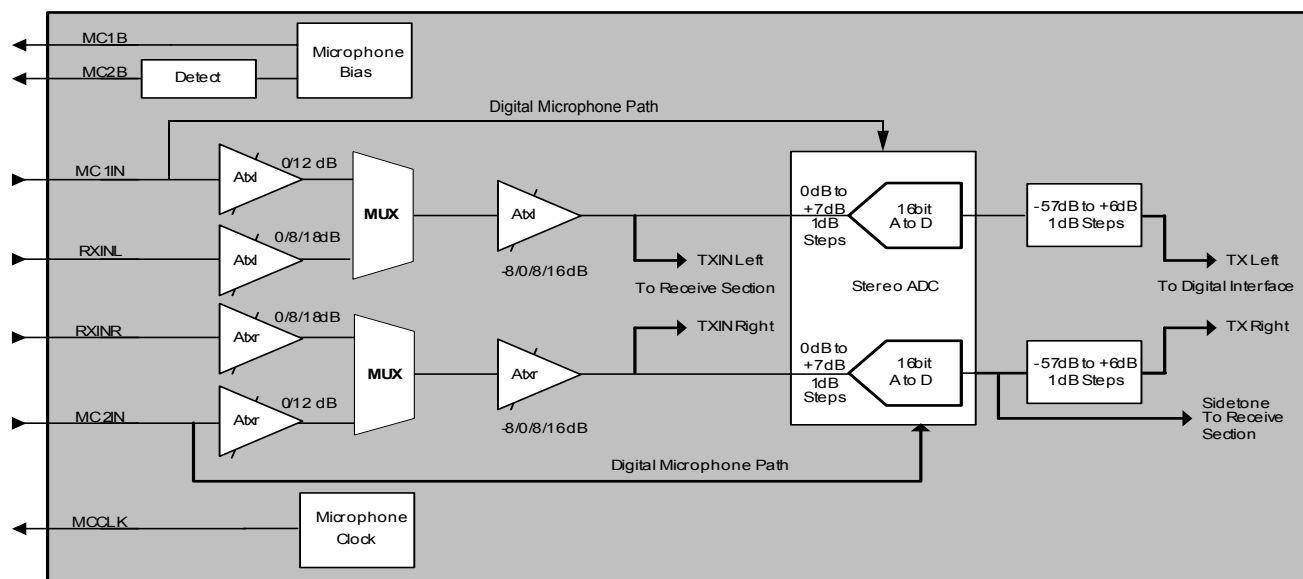 MC1B
Microphone
Bias
MC2B
Detect
Digital Microphone Path
MC1IN
Atxl
0/12 dB
MUX
Atxl
-8/0/8/16dB
RXINL
Atxl
0/8/18dB
TXIN Left
To Receive Section
0dB to
+7dB
1dB
Steps
16bit
A to D
Stereo ADC
-57dB to +6dB
1dB Steps
TX Left
To Digital Interface
RXINR
Atxr
0/8/18dB
MUX
Atxr
-8/0/8/16dB
TXIN Right
MC2IN
Atxr
0/12 dB
0dB to
+7dB
1dB
Steps
16bit
A to D
-57dB to +6dB
1dB Steps
TX Right
Sidetone
To Receive
Section
Digital Microphone Path
MCCLK
Microphone
Clock